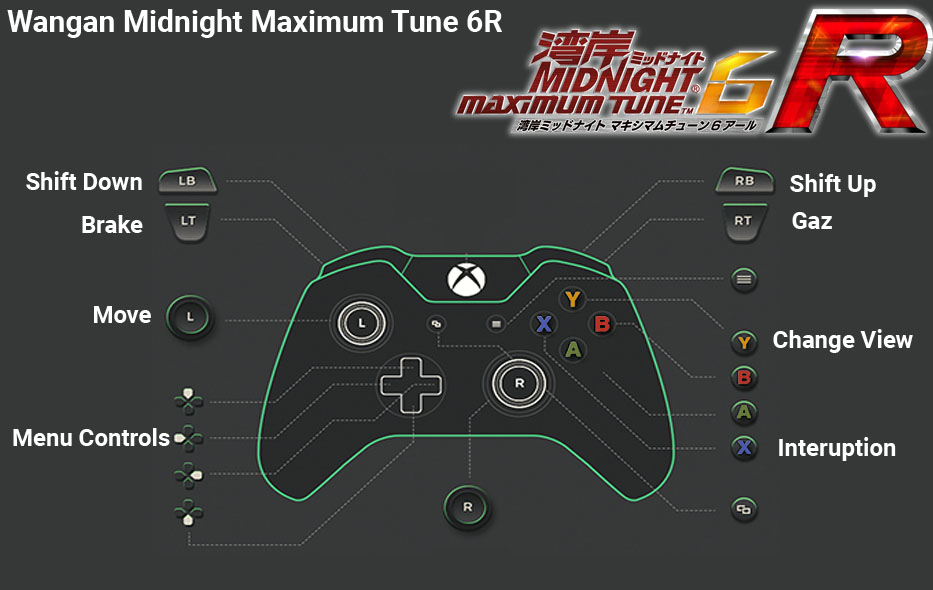 Wangan Midnight Maximum Tune 6R
湾岸
ミッドナイト
MIDNIGHT®
MAXIMUM TUNE™
6R
湾岸ミッドナイト マキシマムチューン6アール
Shift Down
LB
RB
Shift Up
Brake
LT
RT
Gaz
Move
L
L
Y
X
B
A
R
Y
Change View
B
A
Menu Controls
X
Interuption
R